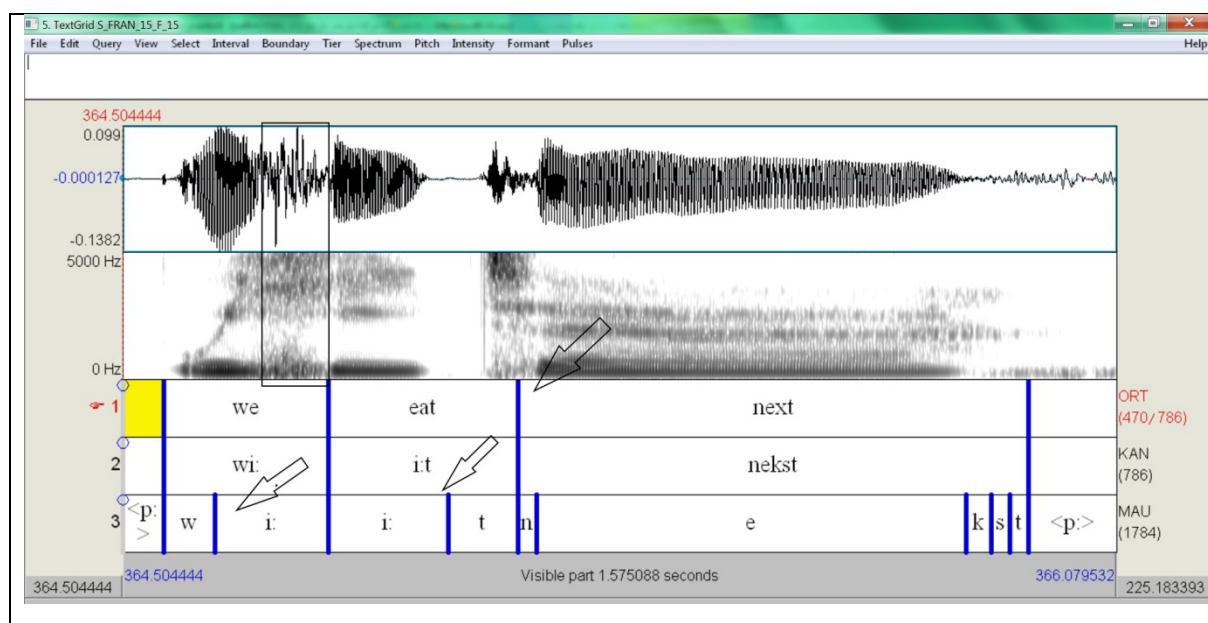 5. TextGrid S_FRAN_15_F_15
File Edit Query View Select Interval Boundary Tier Spectrum Pitch Intensity Formant Pulses Help
364.504444
0.099
-0.000127
-0.1382
5000 Hz
0 Hz
1 we eat next ORT
(470/786)
2 wi: i:t nekst KAN
(786)
3 <p:
> w i: i: t n e k s t <p:> MAU
(1784)
364.504444 364.504444 Visible part 1.575088 seconds 366.079532 225.183393